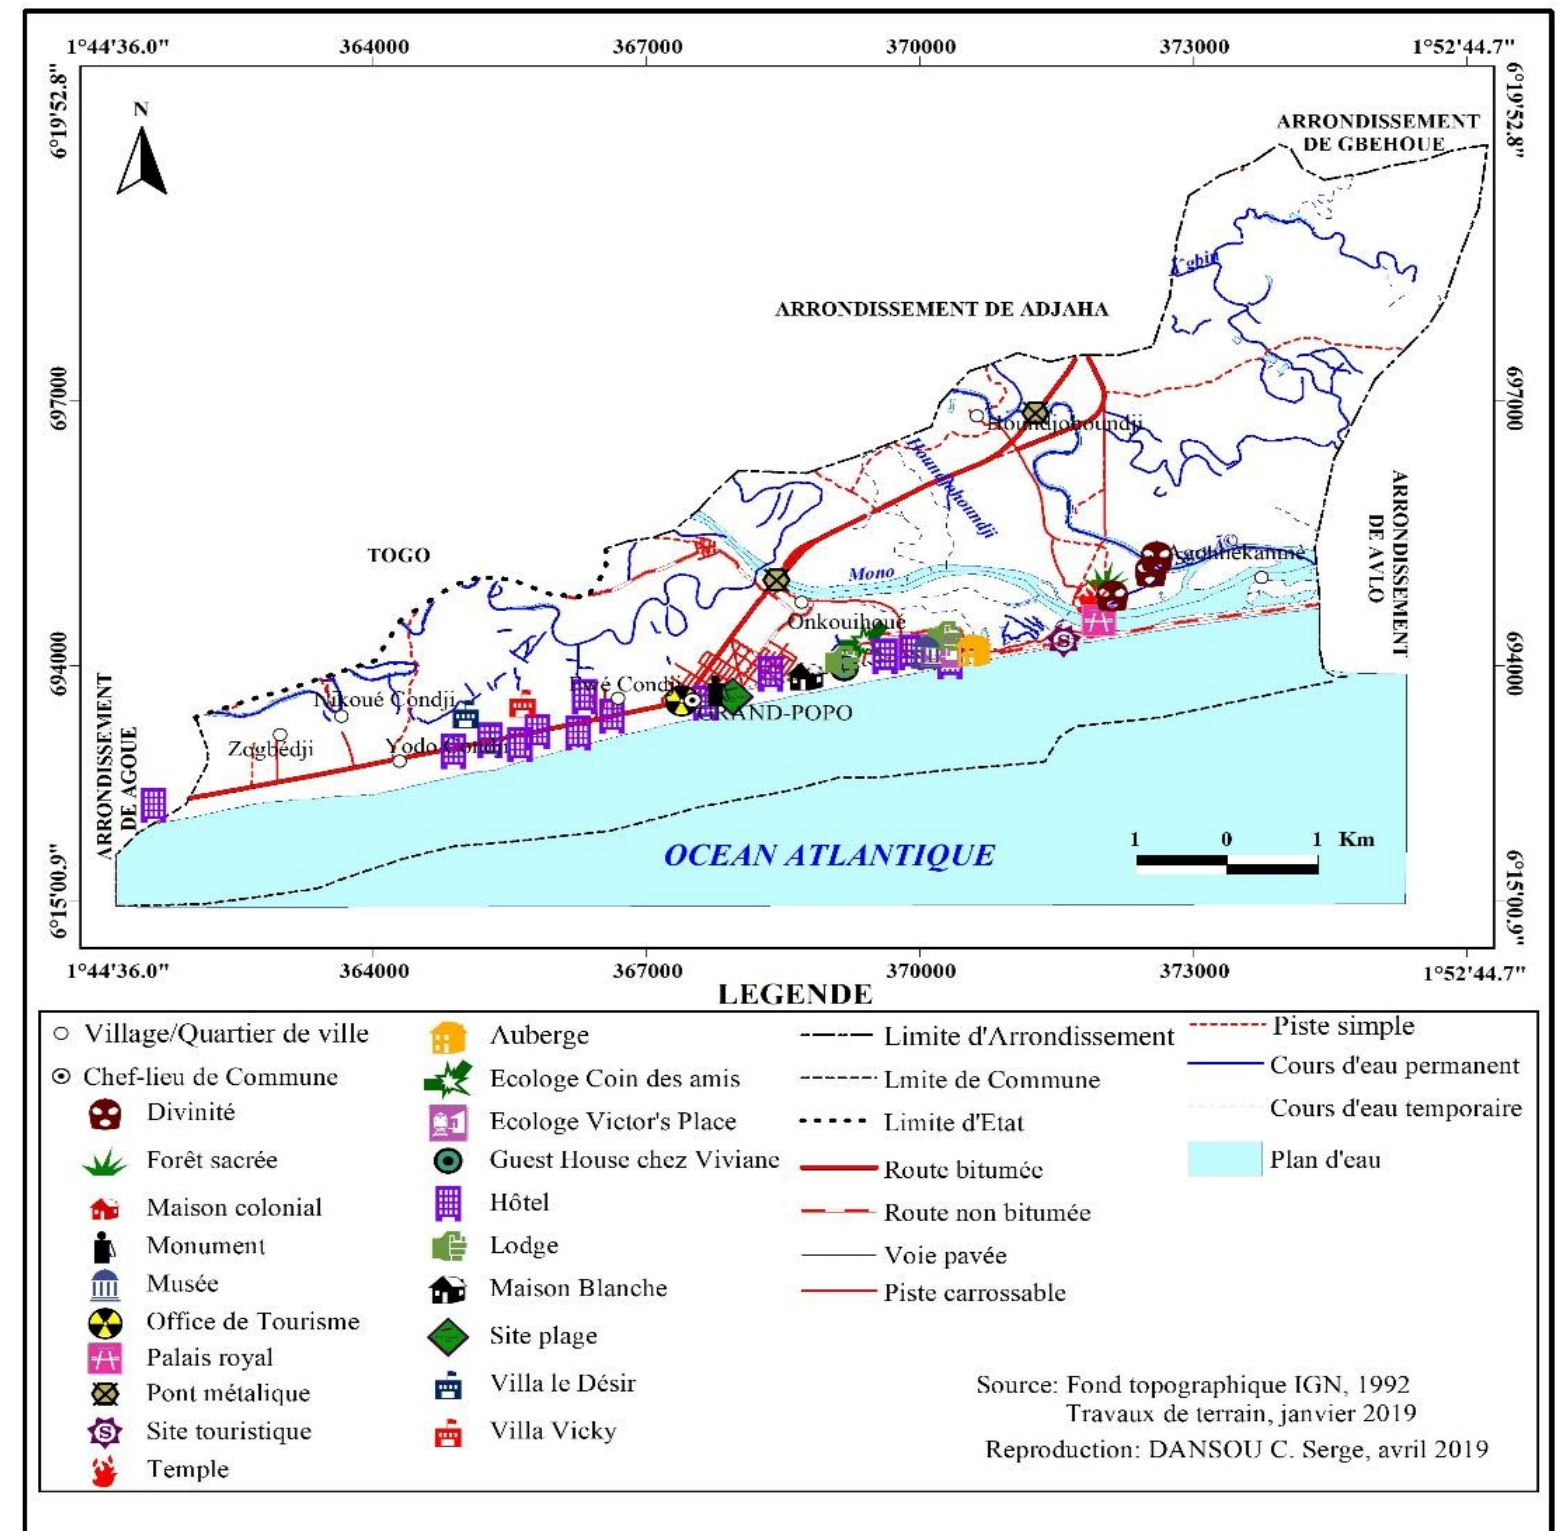 1°44'36.0" 364000 367000 370000 373000 1°52'44.7"
6°19'52.8"
6°19'52.8"
N
ARRONDISSEMENT
DE GBEHOUE
ARRONDISSEMENT DE ADJAHA
697000
697000
Houndjohoundji
Houndjohoundji
ARRONDISSEMENT
DE AVLO
TOGO
Agonnekanmè
Mono
Onkouihoué
694000
694000
Nikoué Condji
Ewé Condji
GRAND-POPO
Zogbédji
Yodo Condji
ARRONDISSEMENT
DE AGOUE
OCEAN ATLANTIQUE
1 0 1 Km
6°15'00.9"
6°15'00.9"
1°44'36.0" 364000 367000 370000 373000 1°52'44.7"
LEGENDE
Village/Quartier de ville
Chef-lieu de Commune
Divinité
Forêt sacrée
Maison colonial
Monument
Musée
Office de Tourisme
Palais royal
Pont métalique
Site touristique
Temple
Auberge
Ecologe Coin des amis
Ecologe Victor's Place
Guest House chez Viviane
Hôtel
Lodge
Maison Blanche
Site plage
Villa le Désir
Villa Vicky
Limite d'Arrondissement
Lmite de Commune
Limite d'Etat
Route bitumée
Route non bitumée
Voie pavée
Piste carrossable
Piste simple
Cours d'eau permanent
Cours d'eau temporaire
Plan d'eau
Source: Fond topographique IGN, 1992
Travaux de terrain, janvier 2019
Reproduction: DANSOU C. Serge, avril 2019